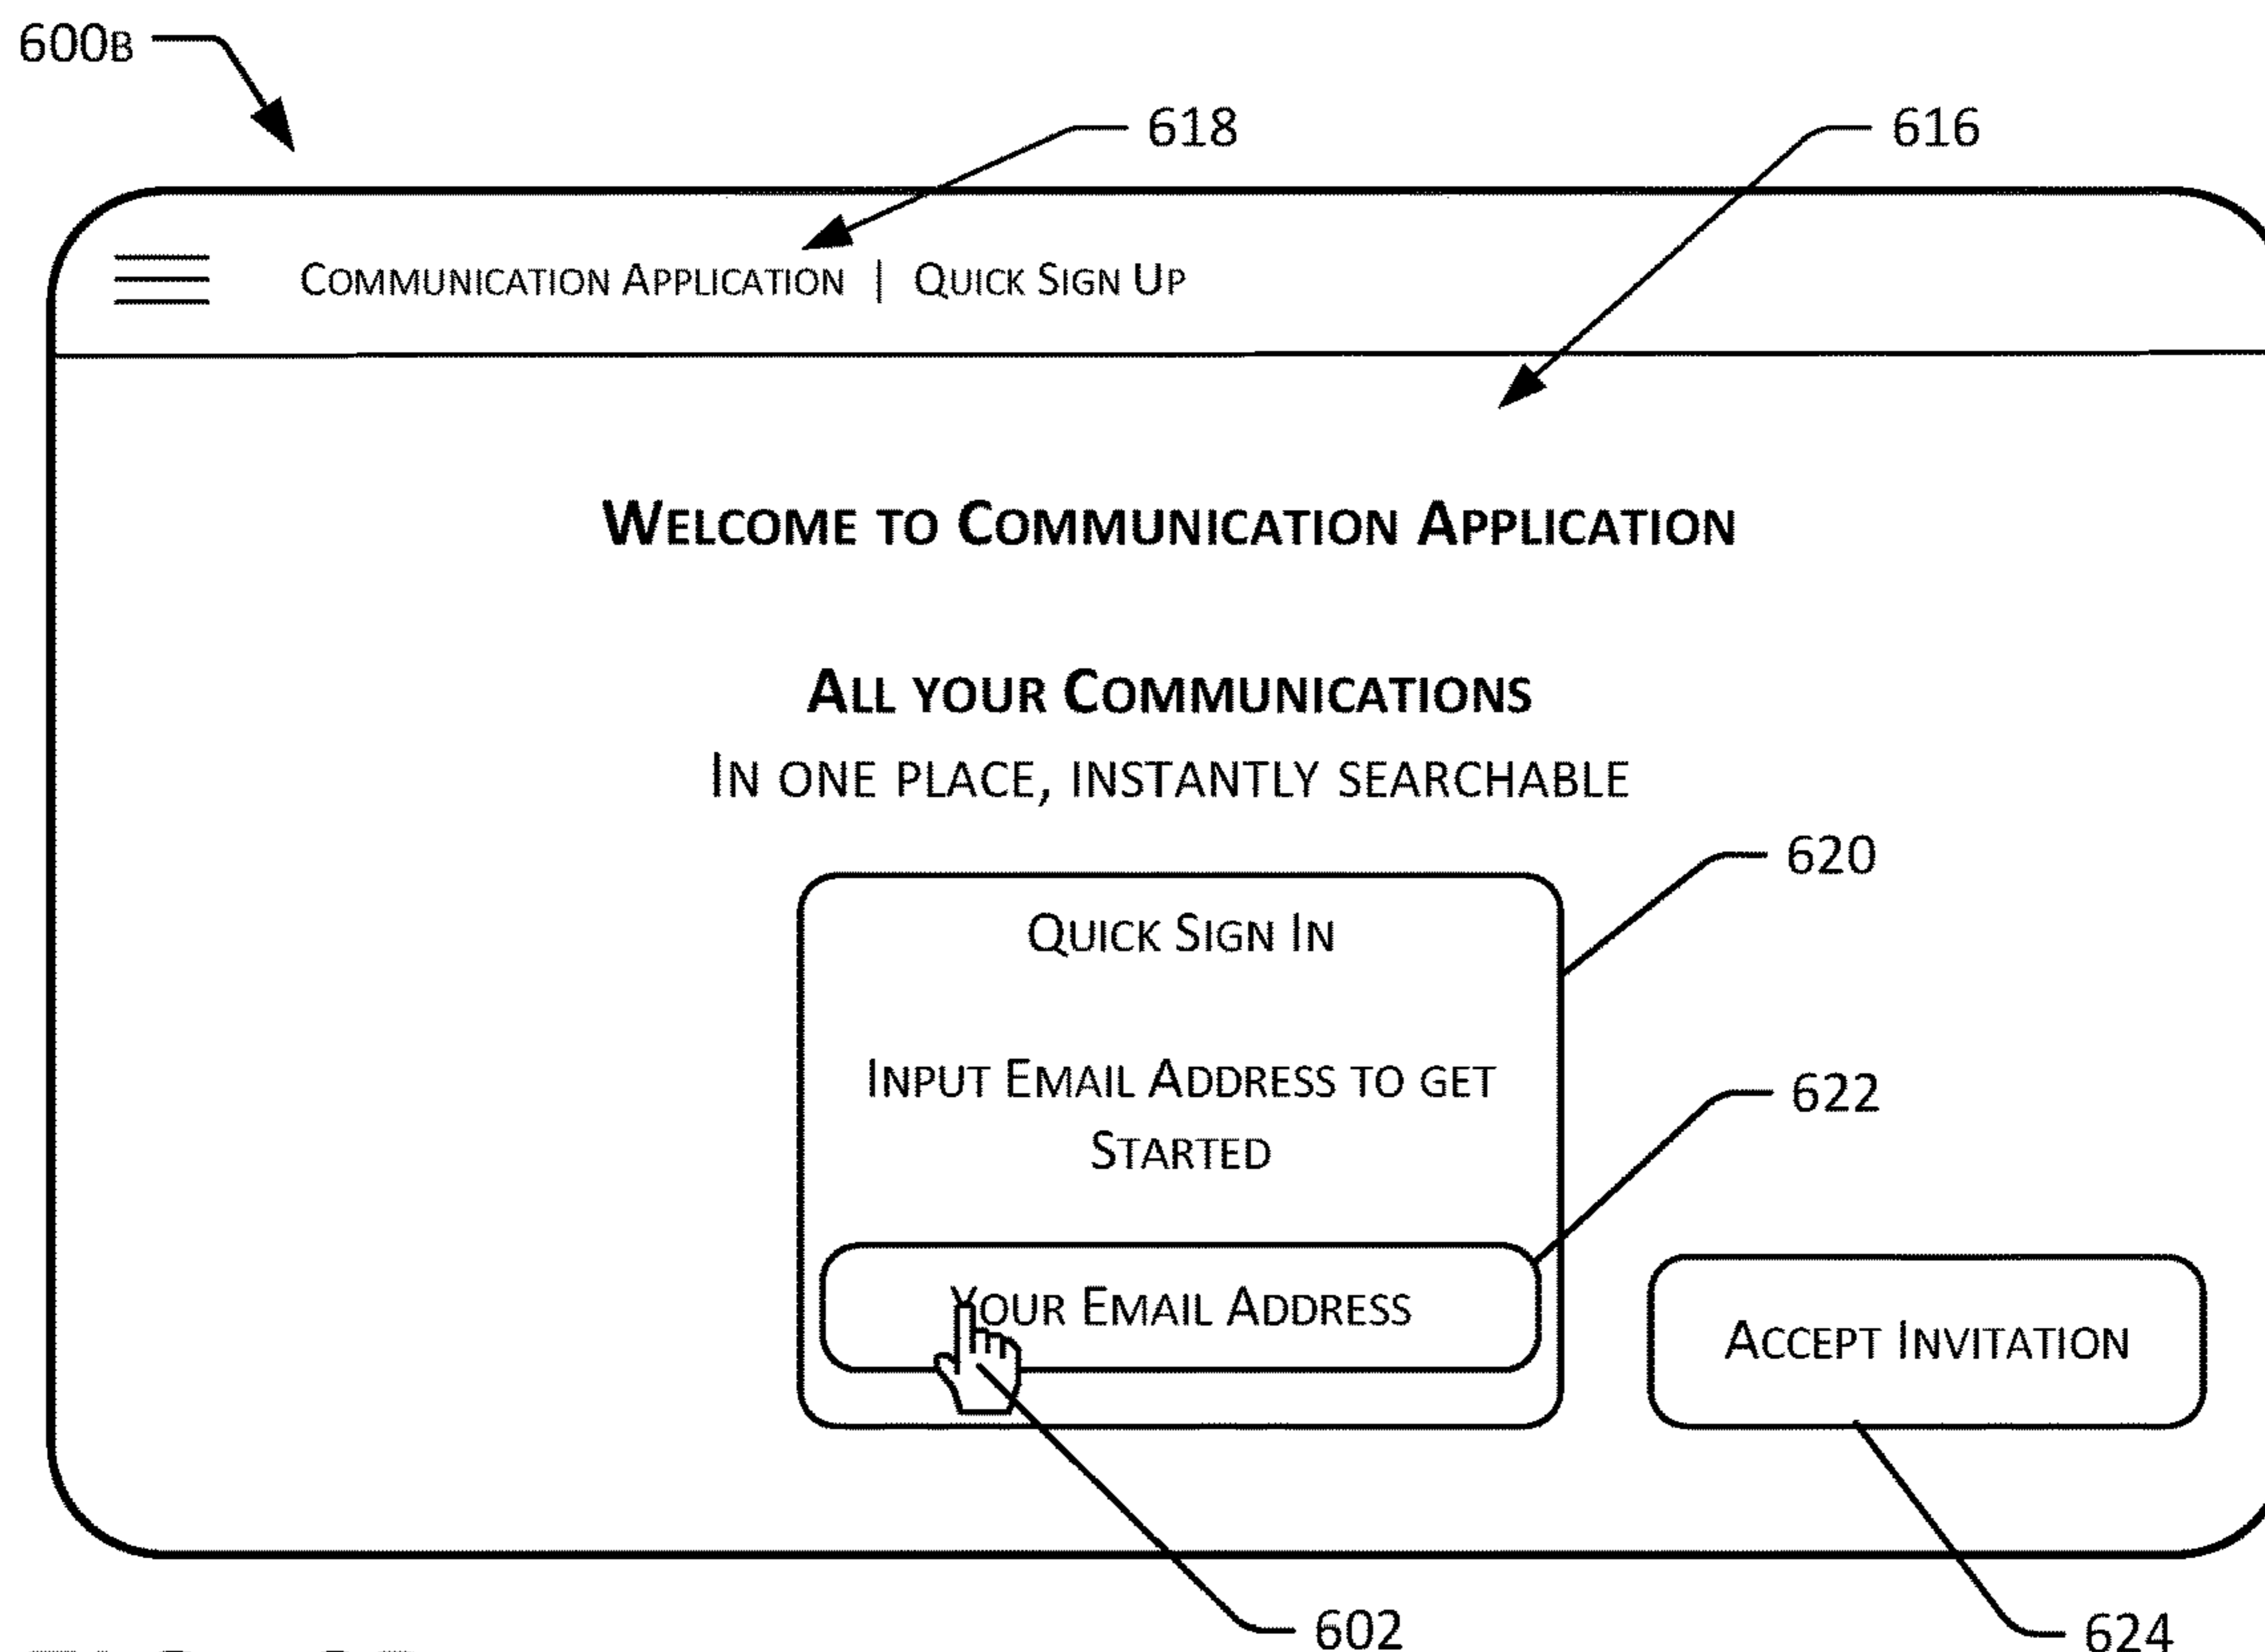 600B
618
616
COMMUNICATION APPLICATION | QUICK SIGN UP
WELCOME TO COMMUNICATION APPLICATION
ALL YOUR COMMUNICATIONS
IN ONE PLACE, INSTANTLY SEARCHABLE
620
QUICK SIGN IN
INPUT EMAIL ADDRESS TO GET
STARTED
622
YOUR EMAIL ADDRESS
ACCEPT INVITATION
602
624